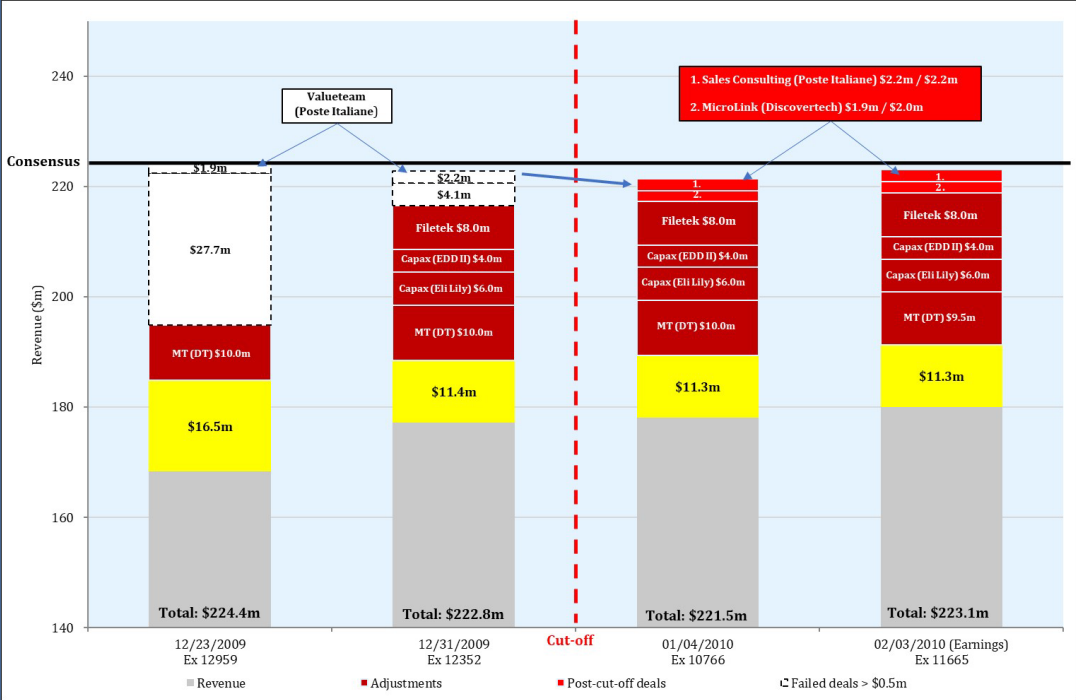 240
220
200
180
160
140
Revenue ($m)
Consensus
Valueteam
(Poste Italiane)
1. Sales Consulting (Poste Italiane) $2.2m / $2.2m
2. MicroLink (Discovertech) $1.9m / $2.0m
$1.9m
$27.7m
MT (DT) $10.0m
$16.5m
Total: $224.4m
$2.2m
$4.1m
Filetek $8.0m
Capax (EDD II) $4.0m
Capax (Eli Lily) $6.0m
MT (DT) $10.0m
$11.4m
Total: $222.8m
1.
2.
Filetek $8.0m
Capax (EDD II) $4.0m
Capax (Eli Lily) $6.0m
MT (DT) $10.0m
$11.3m
Total: $221.5m
1.
2.
Filetek $8.0m
Capax (EDD II) $4.0m
Capax (Eli Lily) $6.0m
MT (DT) $9.5m
$11.3m
Total: $223.1m
12/23/2009
Ex 12959
12/31/2009
Ex 12352
Cut-off
01/04/2010
Ex 10766
02/03/2010 (Earnings)
Ex 11665
Revenue
Adjustments
Post-cut-off deals
Failed deals > $0.5m